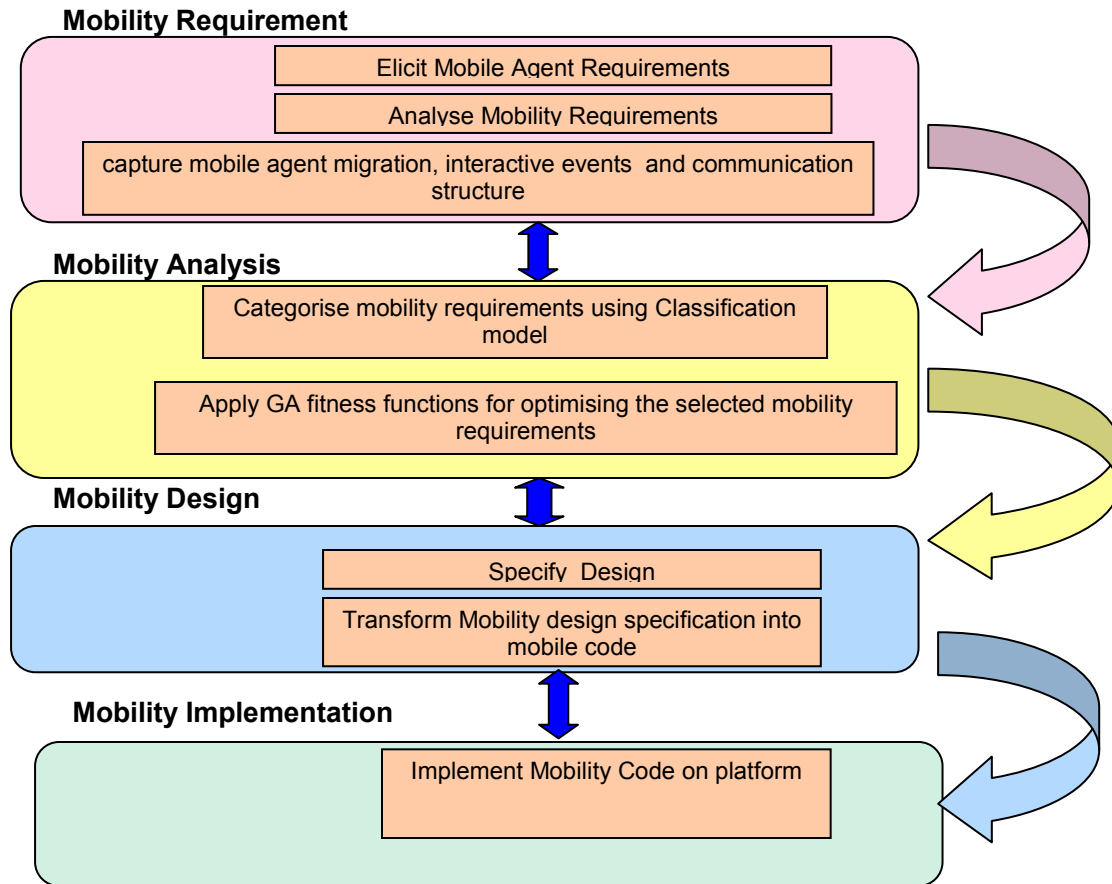 Mobility Requirement
Elicit Mobile Agent Requirements
Analyse Mobility Requirements
capture mobile agent migration, interactive events and communication
structure
Mobility Analysis
Categorise mobility requirements using Classification
model
Apply GA fitness functions for optimising the selected mobility
requirements
Mobility Design
Specify Design
Transform Mobility design specification into
mobile code
Mobility Implementation
Implement Mobility Code on platform